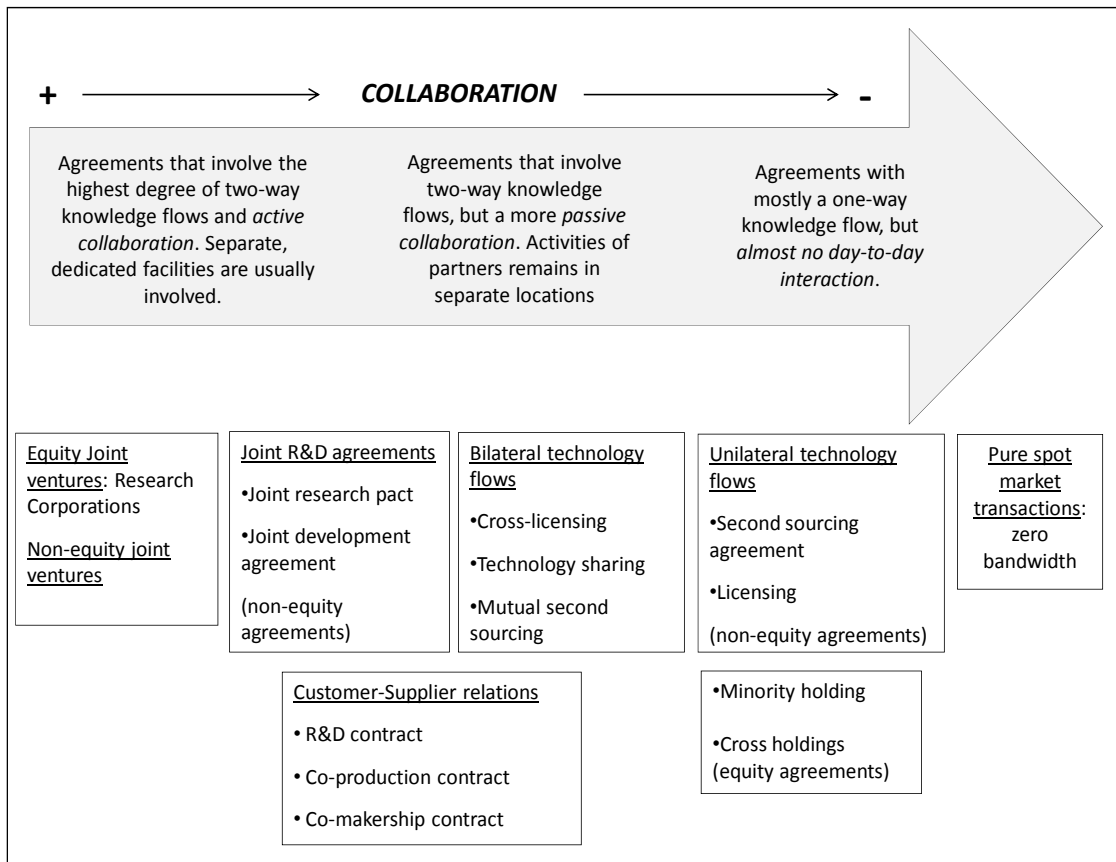 + COLLABORATION -
Agreements that involve the
highest degree of two-way
knowledge flows and active
collaboration. Separate,
dedicated facilities are usually
involved.
Agreements that involve
two-way knowledge
flows, but a more passive
collaboration. Activities of
partners remains in
separate locations
Agreements with
mostly a one-way
knowledge flow, but
almost no day-to-day
interaction.
Equity Joint
ventures: Research
Corporations
Non-equity joint
ventures
Joint R&D agreements
•Joint research pact
•Joint development
agreement
(non-equity
agreements)
Bilateral technology
flows
•Cross-licensing
•Technology sharing
•Mutual second
sourcing
Unilateral technology
flows
•Second sourcing
agreement
•Licensing
(non-equity agreements)
Pure spot
market
transactions:
zero
bandwidth
Customer-Supplier relations
• R&D contract
• Co-production contract
• Co-makership contract
•Minority holding
•Cross holdings
(equity agreements)